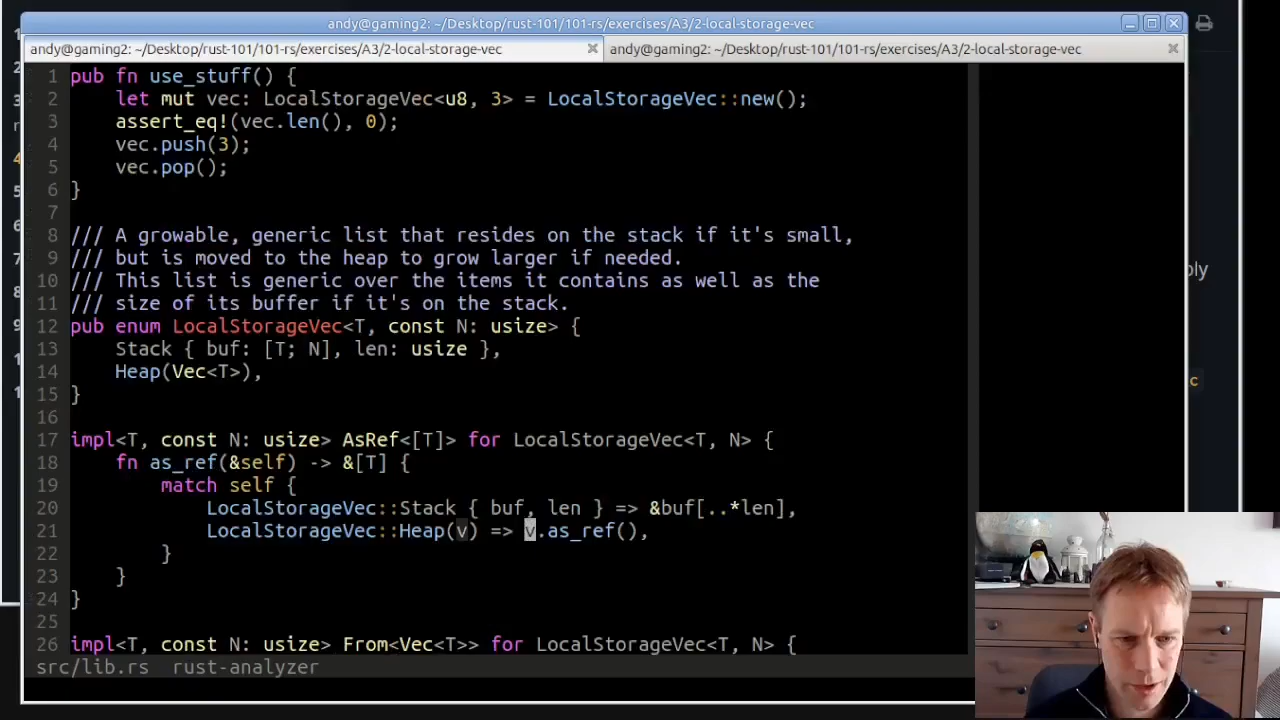 andy@gaming2: ~/Desktop/rust-101/101-rs/exercises/A3/2-local-storage-vec
andy@gaming2: ~/Desktop/rust-101/101-rs/exercises/A3/2-local-storage-vec
andy@gaming2: ~/Desktop/rust-101/101-rs/exercises/A3/2-local-storage-vec
1 pub fn use_stuff() {
2     let mut vec: LocalStorageVec<u8, 3> = LocalStorageVec::new();
3     assert_eq!(vec.len(), 0);
4     vec.push(3);
5     vec.pop();
6 }
7
8 /// A growable, generic list that resides on the stack if it's small,
9 /// but is moved to the heap to grow larger if needed.
10 /// This list is generic over the items it contains as well as the
11 /// size of its buffer if it's on the stack.
12 pub enum LocalStorageVec<T, const N: usize> {
13     Stack { buf: [T; N], len: usize },
14     Heap(Vec<T>),
15 }
16
17 impl<T, const N: usize> AsRef<[T]> for LocalStorageVec<T, N> {
18     fn as_ref(&self) -> &[T] {
19         match self {
20             LocalStorageVec::Stack { buf, len } => &buf[..*len],
21             LocalStorageVec::Heap(v) => v.as_ref(),
22         }
23     }
24 }
25
26 impl<T, const N: usize> From<Vec<T>> for LocalStorageVec<T, N> {
src/lib.rs  rust-analyzer